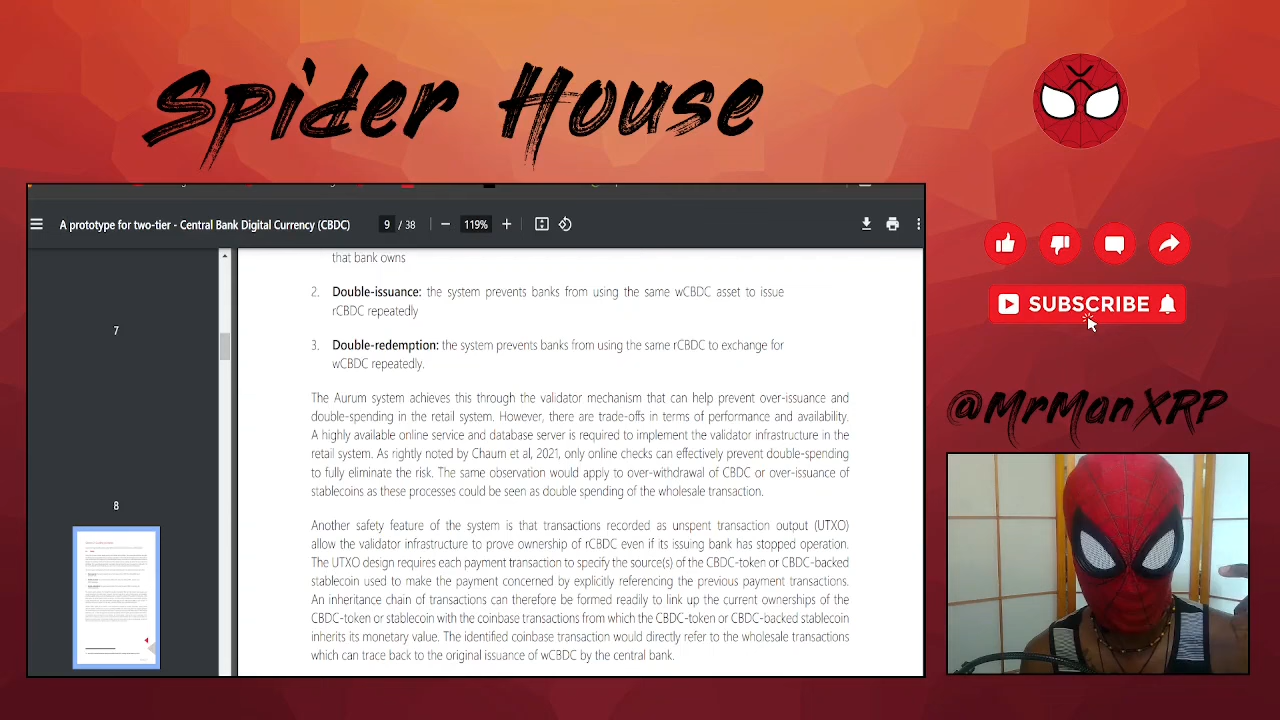 Spider House
A prototype for two-tier - Central Bank Digital Currency (CBDC)
9 / 38
119%
that bank owns
2. Double-issuance: the system prevents banks from using the same wCBDC asset to issue
rCBDC repeatedly
3. Double-redemption: the system prevents banks from using the same rCBDC to exchange for
wCBDC repeatedly.
The Aurum system achieves this through the validator mechanism that can help prevent over-issuance and
double-spending in the retail system. However, there are trade-offs in terms of performance and availability.
A highly available online service and database server is required to implement the validator infrastructure in the
retail system. As rightly noted by Chaum et al, 2021, only online checks can effectively prevent double-spending
to fully eliminate the risk. The same observation would apply to over-withdrawal of CBDC or over-issuance of
stablecoins as these processes could be seen as double spending of the wholesale transaction.
Another safety feature of the system is that transactions recorded as unspent transaction output (UTXO)
allow the validator infrastructure to prove ownership of rCBDC even if its issuing bank has stopped operation.
The UTXO design requires each payment transaction to specify the source(s) of the CBDC-token or CBDC-backed
stablecoin used to make the payment concerned by explicitly referencing the previous payment transactions.
An inheritance chain of transactions can then be formed readily to link up the current ownership of the
CBDC-token or stablecoin with the coinbase transactions from which the CBDC-token or CBDC-backed stablecoin
inherits its monetary value. The identified coinbase transaction would directly refer to the wholesale transactions
which can trace back to the original issuance of wCBDC by the central bank.
7
8
SUBSCRIBE
@MrManXRP